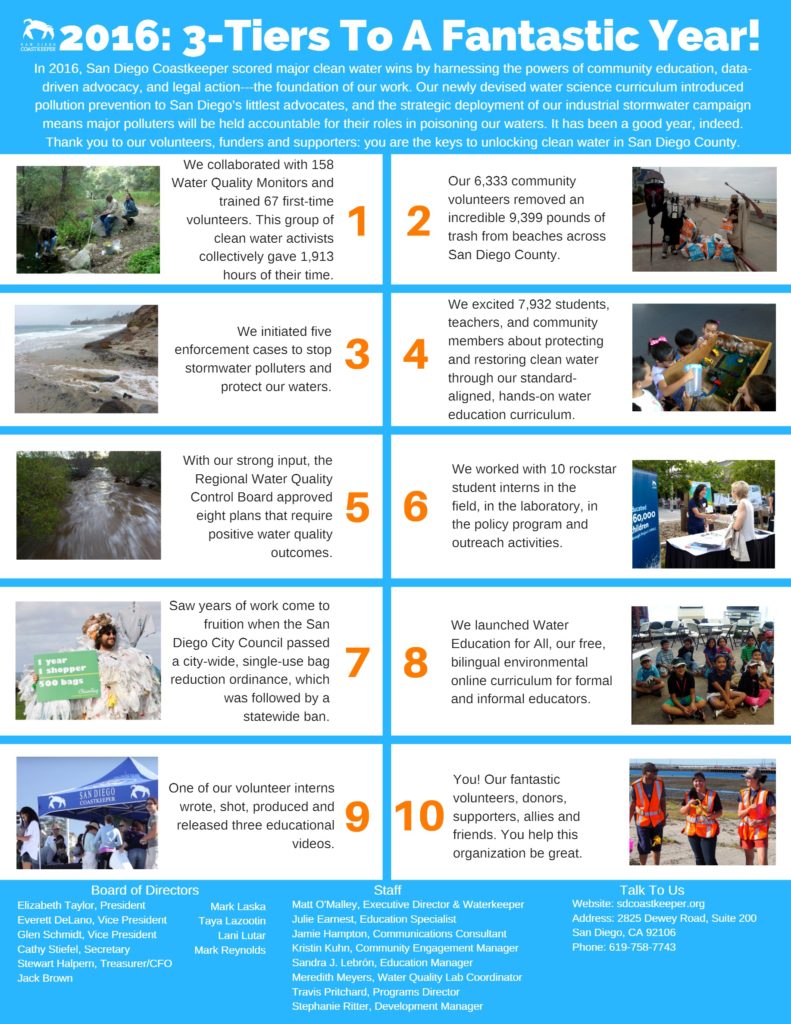 SAN DIEGO
COASTKEEPER
2016: 3-Tiers To A Fantastic Year!
In 2016, San Diego Coastkeeper scored major clean water wins by harnessing the powers of community education, data-
driven advocacy, and legal action---the foundation of our work. Our newly devised water science curriculum introduced
pollution prevention to San Diego's littlest advocates, and the strategic deployment of our industrial stormwater campaign
means major polluters will be held accountable for their roles in poisoning our waters. It has been a good year, indeed.
Thank you to our volunteers, funders and supporters: you are the keys to unlocking clean water in San Diego County.
We collaborated with 158
Water Quality Monitors and
trained 67 first-time
volunteers. This group of
clean water activists
collectively gave 1,913
hours of their time.
1
2
Our 6,333 community
volunteers removed an
incredible 9,399 pounds of
trash from beaches across
San Diego County.
We initiated five
enforcement cases to stop
stormwater polluters and
protect our waters.
3
4
We excited 7,932 students,
teachers, and community
members about protecting
and restoring clean water
through our standard-
aligned, hands-on water
education curriculum.
With our strong input, the
Regional Water Quality
Control Board approved
eight plans that require
positive water quality
outcomes.
5
6
We worked with 10 rockstar
student interns in the
field, in the laboratory, in
the policy program and
outreach activities.
ducated
60,000
children
1 year
1 shopper
500 bags
Saw years of work come to
fruition when the San
Diego City Council passed
a city-wide, single-use bag
reduction ordinance, which
was followed by a
statewide ban.
7
8
We launched Water
Education for All, our free,
bilingual environmental
online curriculum for formal
and informal educators.
SAN DIEGO
COASTKEEPER
One of our volunteer interns
wrote, shot, produced and
released three educational
videos.
9
10
You! Our fantastic
volunteers, donors,
supporters, allies and
friends. You help this
organization be great.
Board of Directors
Elizabeth Taylor, President
Everett DeLano, Vice President
Glen Schmidt, Vice President
Cathy Stiefel, Secretary
Stewart Halpern, Treasurer/CFO
Jack Brown
Mark Laska
Taya Lazootin
Lani Lutar
Mark Reynolds
Staff
Matt O'Malley, Executive Director & Waterkeeper
Julie Earnest, Education Specialist
Jamie Hampton, Communications Consultant
Kristin Kuhn, Community Engagement Manager
Sandra J. Lebrón, Education Manager
Meredith Meyers, Water Quality Lab Coordinator
Travis Pritchard, Programs Director
Stephanie Ritter, Development Manager
Talk To Us
Website: sdcoastkeeper.org
Address: 2825 Dewey Road, Suite 200
San Diego, CA 92106
Phone: 619-758-7743